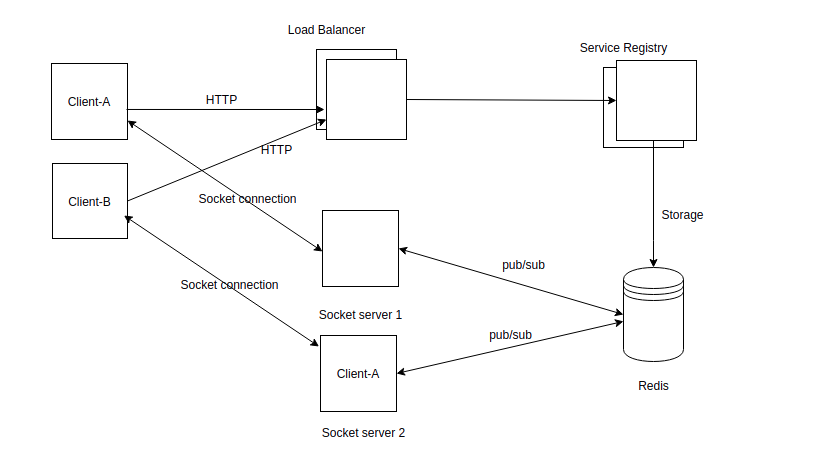 Load Balancer
Service Registry
Client-A
HTTP
HTTP
Client-B
Socket connection
Storage
pub/sub
Socket connection
Socket server 1
pub/sub
Client-A
Redis
Socket server 2